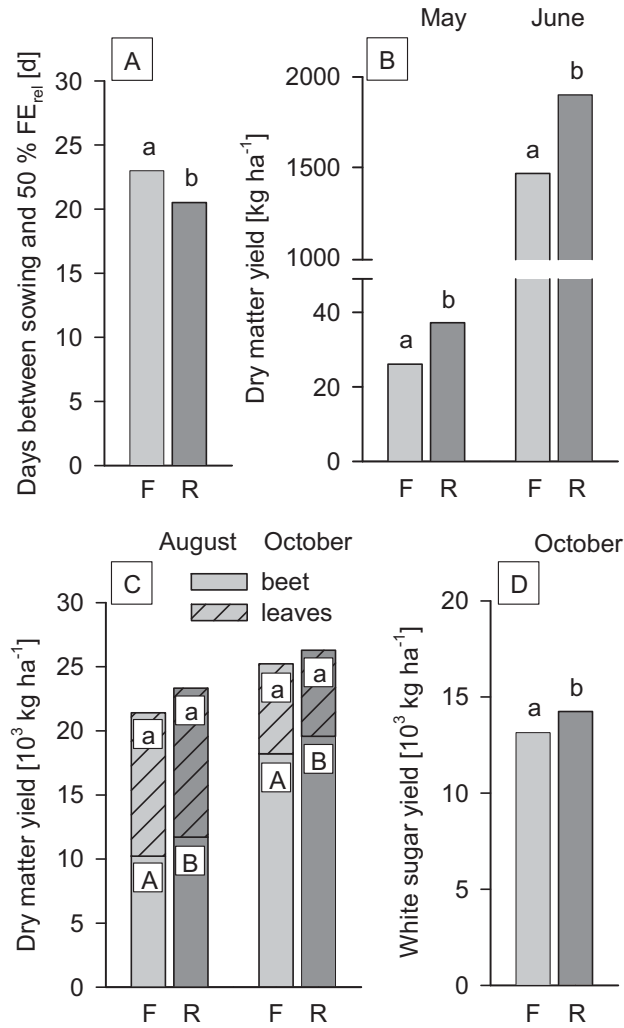 A
Days between sowing and 50 % FE_rel [d]
30
25
20
15
10
5
0
a
b
F R
May June
B
Dry matter yield [kg ha⁻¹]
2000
1500
1000
40
20
0
a
b
a
b
F R F R
August October
C
beet
leaves
Dry matter yield [10³ kg ha⁻¹]
30
25
20
15
10
5
0
a
a
a
a
A
B
A
B
F R F R
October
D
White sugar yield [10³ kg ha⁻¹]
20
15
10
5
0
a
b
F R